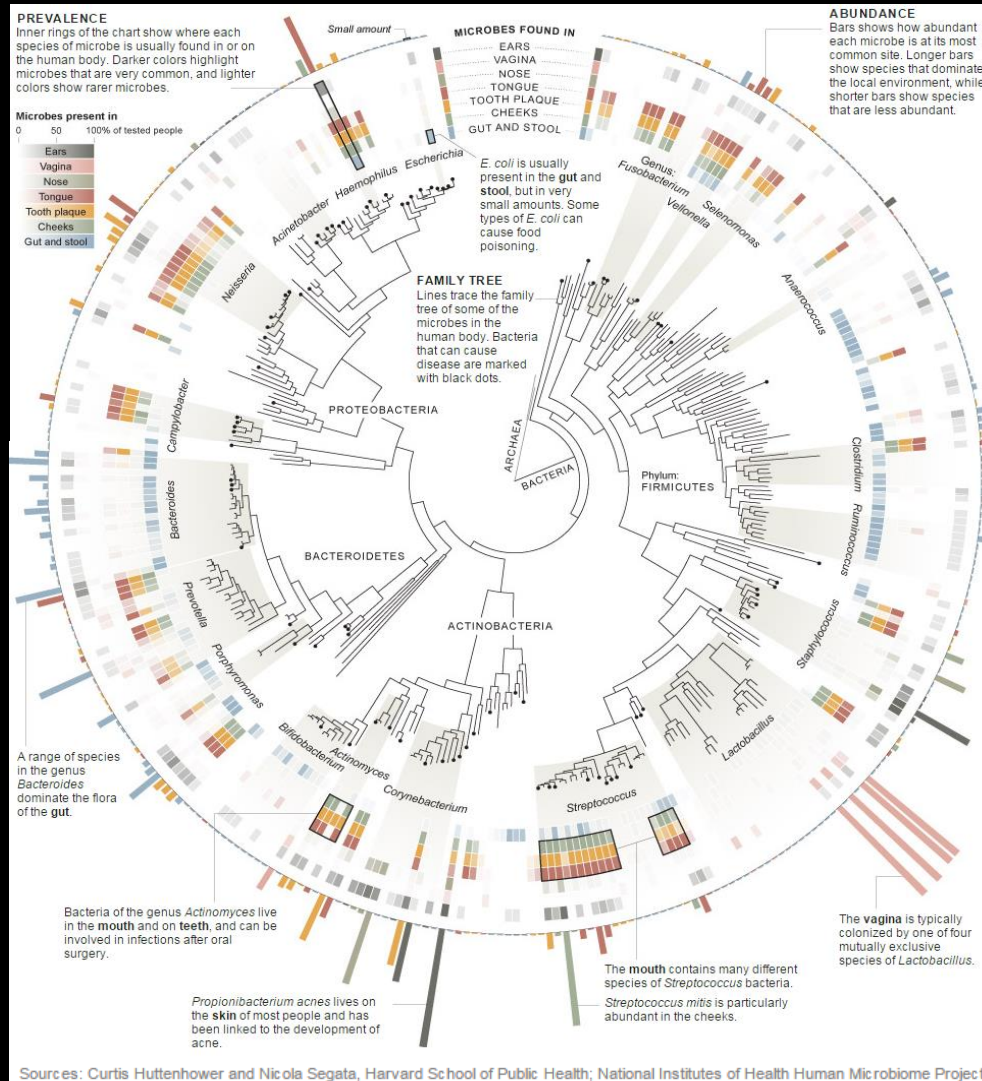 PREVALENCE
Inner rings of the chart show where each
species of microbe is usually found in or on
the human body. Darker colors highlight
microbes that are very common, and lighter
colors show rarer microbes.
Microbes present in
0 50 100% of tested people
Ears
Vagina
Nose
Tongue
Tooth plaque
Cheeks
Gut and stool
Small amount
MICROBES FOUND IN
EARS
VAGINA
NOSE
TONGUE
TOOTH PLAQUE
CHEEKS
GUT AND STOOL
ABUNDANCE
Bars shows how abundant
each microbe is at its most
common site. Longer bars
show species that dominate
the local environment, while
shorter bars show species
that are less abundant.
E. coli is usually
present in the gut and
stool, but in very
small amounts. Some
types of E. coli can
cause food
poisoning.
FAMILY TREE
Lines trace the family
tree of some of the
microbes in the
human body. Bacteria
that can cause
disease are marked
with black dots.
Acinetobacter
Haemophilus
Escherichia
Genus:
Fusobacterium
Vellonella
Selenomonas
Anaerococcus
Neisseria
PROTEOBACTERIA
Campylobacter
ARCHAEA
BACTERIA
Phylum:
FIRMICUTES
Clostridium
Ruminococcus
Bacteroides
BACTEROIDETES
Prevotella
Porphyromonas
ACTINOBACTERIA
Staphylococcus
Lactobacillus
Bifidobacterium
Actinomyces
Corynebacterium
Streptococcus
A range of species
in the genus
Bacteroides
dominate the flora
of the gut.
Bacteria of the genus Actinomyces live
in the mouth and on teeth, and can be
involved in infections after oral
surgery.
Propionibacterium acnes lives on
the skin of most people and has
been linked to the development of
acne.
The mouth contains many different
species of Streptococcus bacteria.
Streptococcus mitis is particularly
abundant in the cheeks.
The vagina is typically
colonized by one of four
mutually exclusive
species of Lactobacillus.
Sources: Curtis Huttenhower and Nicola Segata, Harvard School of Public Health; National Institutes of Health Human Microbiome Project